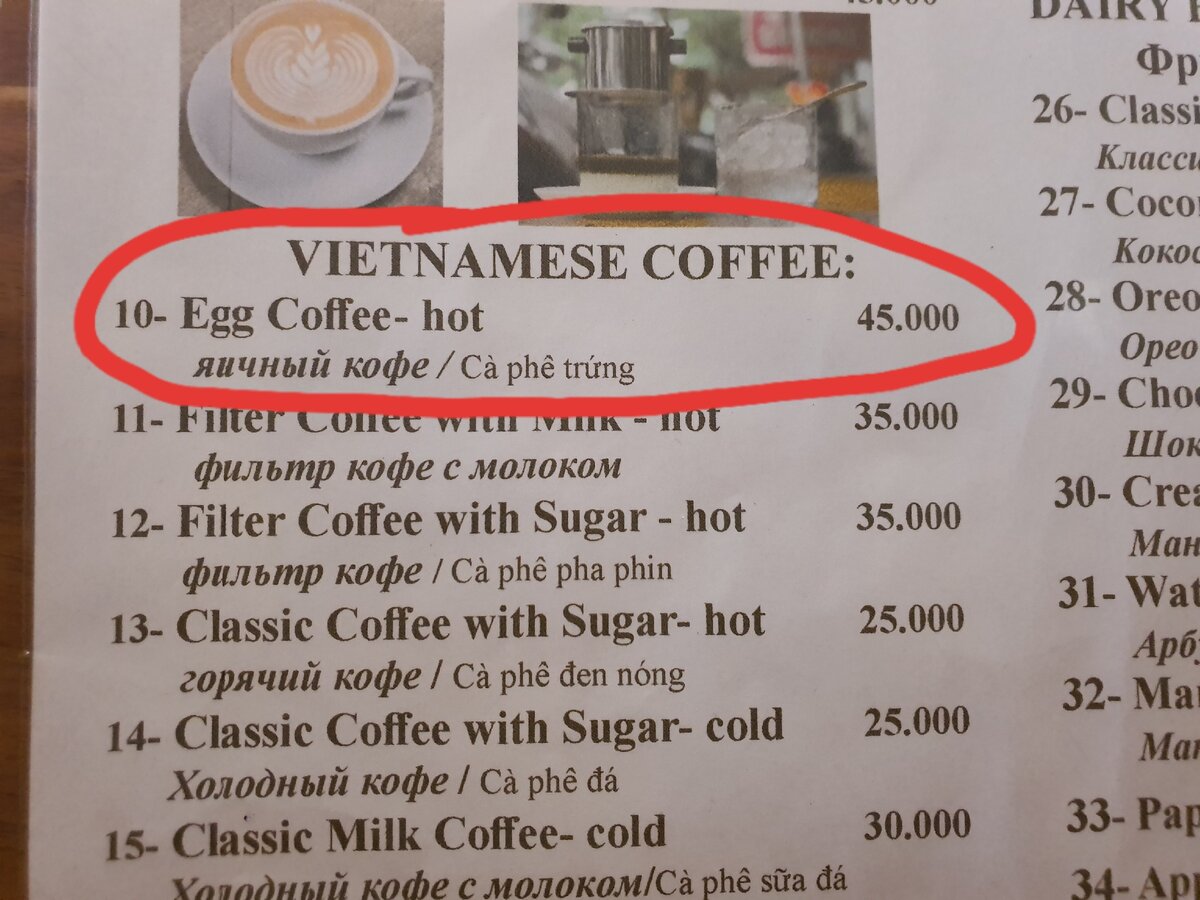 VIETNAMESE COFFEE:
10- Egg Coffee- hot 45.000
яичный кофе / Cà phê trứng
11- Filter Coffee with Milk - hot 35.000
фильтр кофе с молоком
12- Filter Coffee with Sugar - hot 35.000
фильтр кофе / Cà phê pha phin
13- Classic Coffee with Sugar- hot 25.000
горячий кофе / Cà phê đen nóng
14- Classic Coffee with Sugar- cold 25.000
Холодный кофе / Cà phê đá
15- Classic Milk Coffee- cold 30.000
Холодный кофе с молоком/Cà phê sữa đá
DAIRY
26-
27-
28- Oreo
Орео
29-
30-
31-
32-
33-
34-